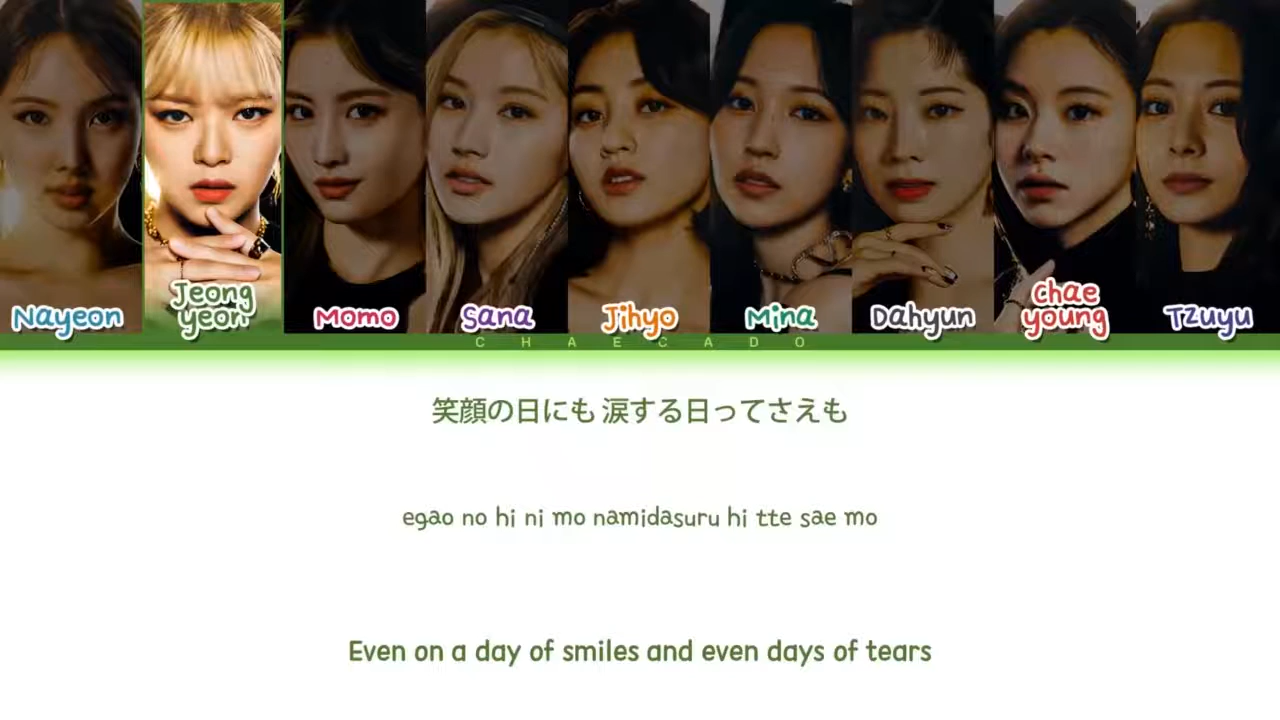 Nayeon
Jeong
yeon
Momo
Sana
Jihyo
Mina
Dahyun
chae
young
Tzuyu
CHAECADO
笑顔の日にも 涙する日ってさえも
egao no hi ni mo namidasuru hi tte sae mo
Even on a day of smiles and even days of tears